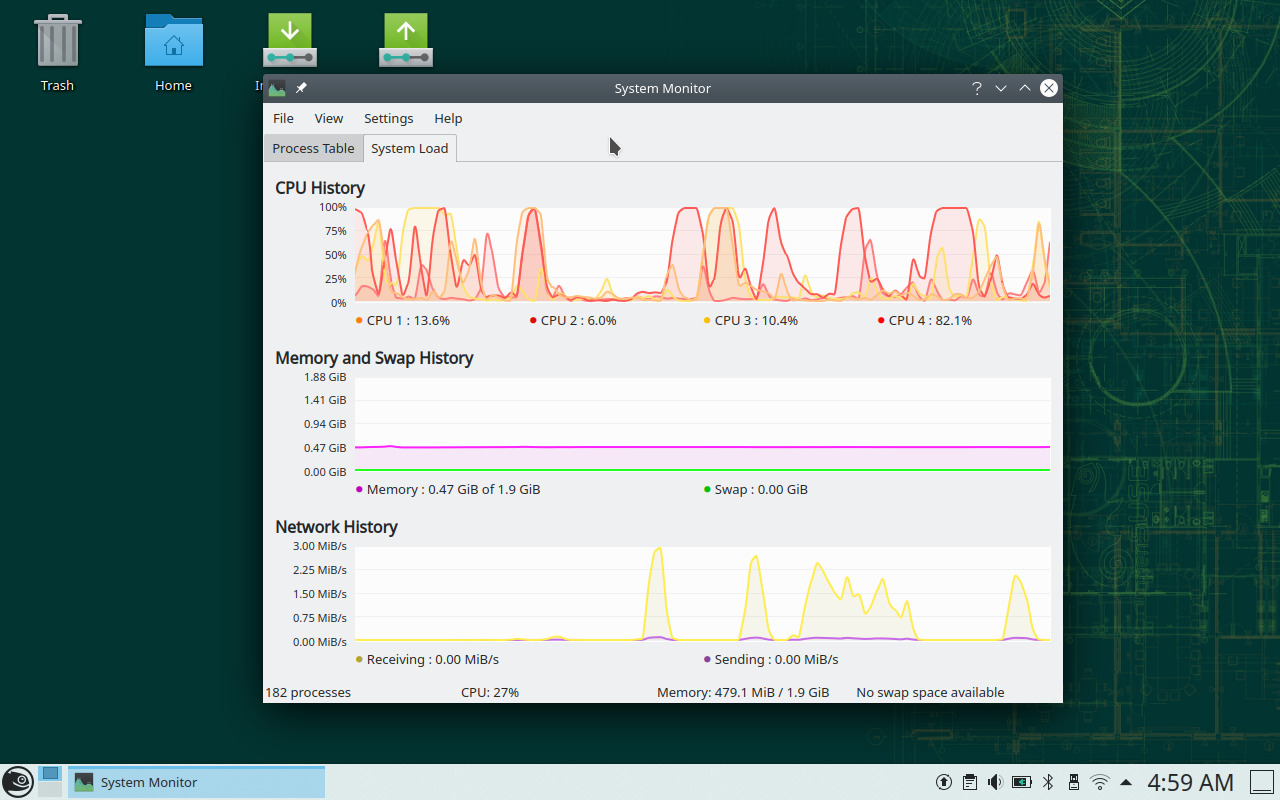 Trash
Home
System Monitor
File View Settings Help
Process Table System Load
CPU History
100%
75%
50%
25%
0%
CPU 1 : 13.6% CPU 2 : 6.0% CPU 3 : 10.4% CPU 4 : 82.1%
Memory and Swap History
1.88 GiB
1.41 GiB
0.94 GiB
0.47 GiB
0.00 GiB
Memory : 0.47 GiB of 1.9 GiB Swap : 0.00 GiB
Network History
3.00 MiB/s
2.25 MiB/s
1.50 MiB/s
0.75 MiB/s
0.00 MiB/s
Receiving : 0.00 MiB/s Sending : 0.00 MiB/s
182 processes CPU: 27% Memory: 479.1 MiB / 1.9 GiB No swap space available
System Monitor 4:59 AM